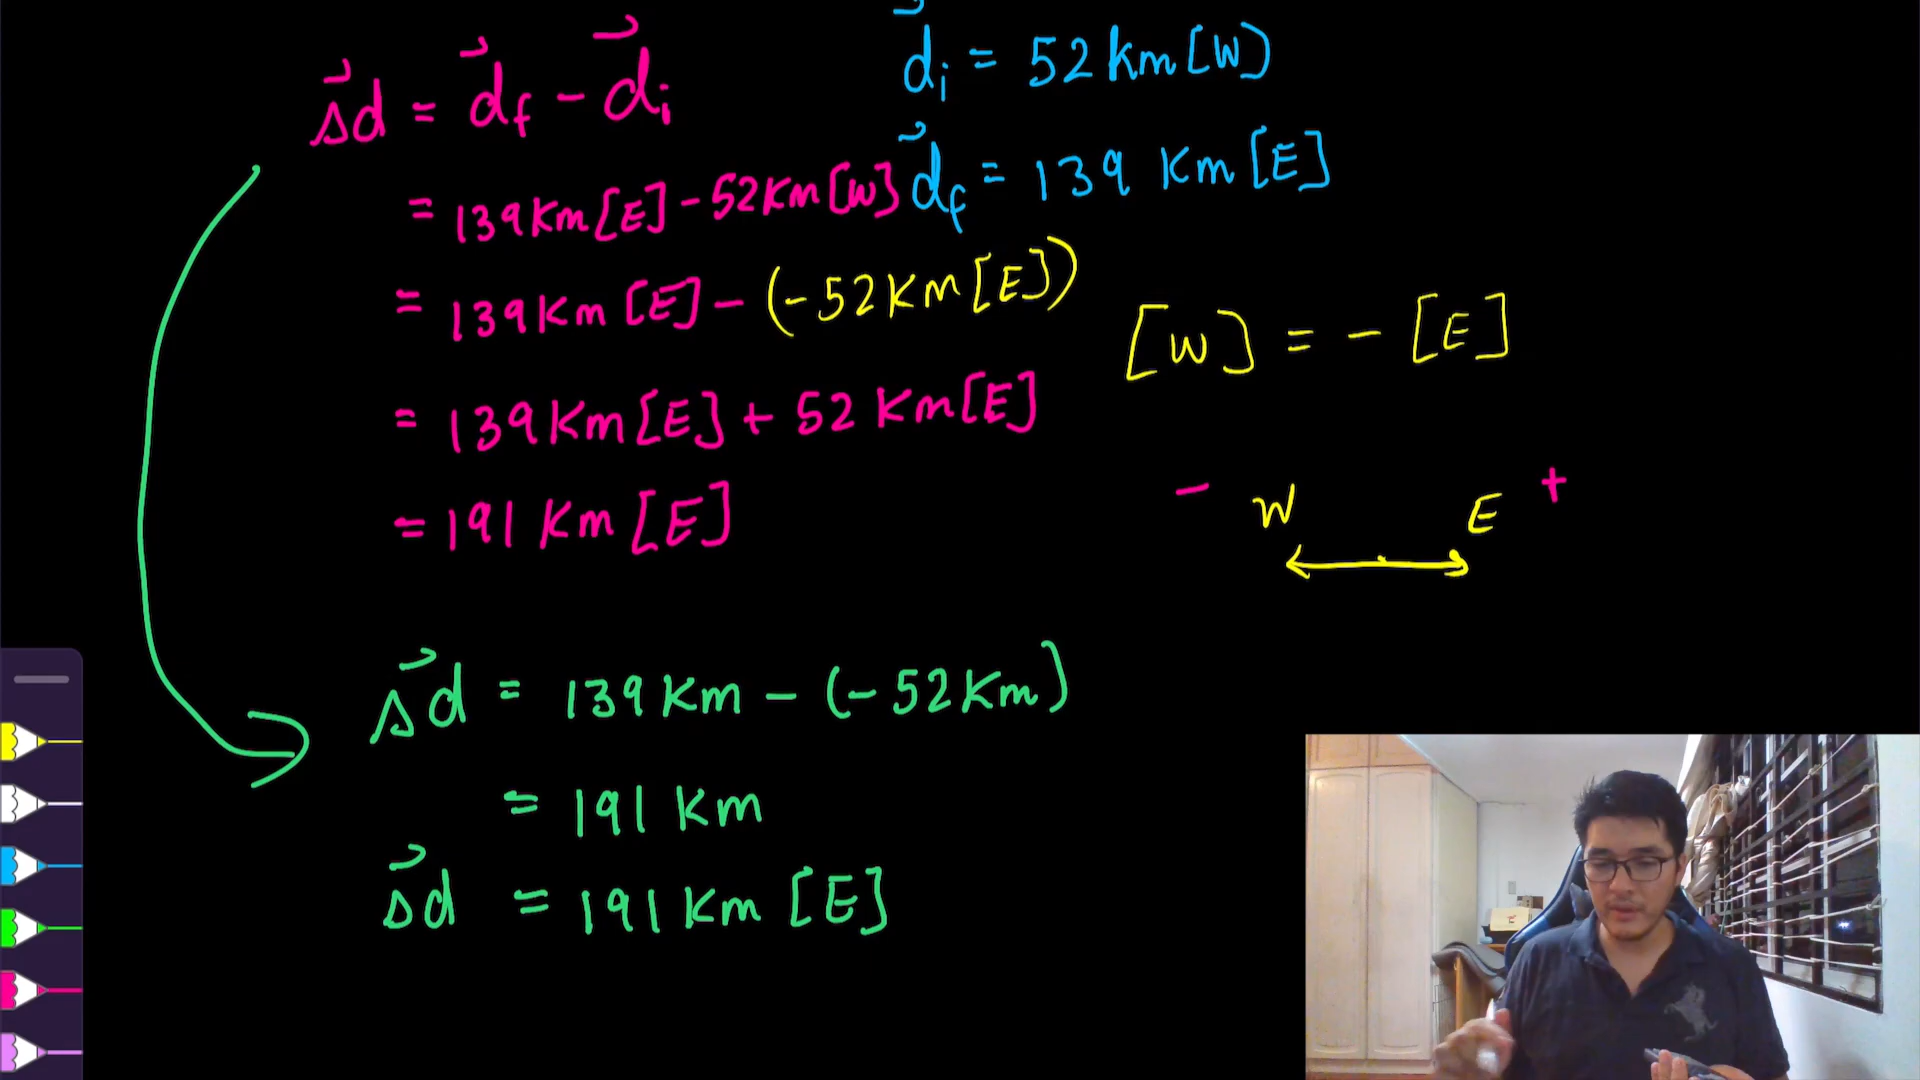 Δd⃗ = d⃗f - d⃗i
= 139 Km [E] - 52 Km [W]
= 139 Km [E] - (-52 Km [E])
= 139 Km [E] + 52 Km [E]
= 191 Km [E]
d⃗i = 52 km [W]
d⃗f = 139 Km [E]
[W] = - [E]
- W E +
Δd⃗ = 139 Km - (-52 Km)
= 191 Km
Δd⃗ = 191 Km [E]